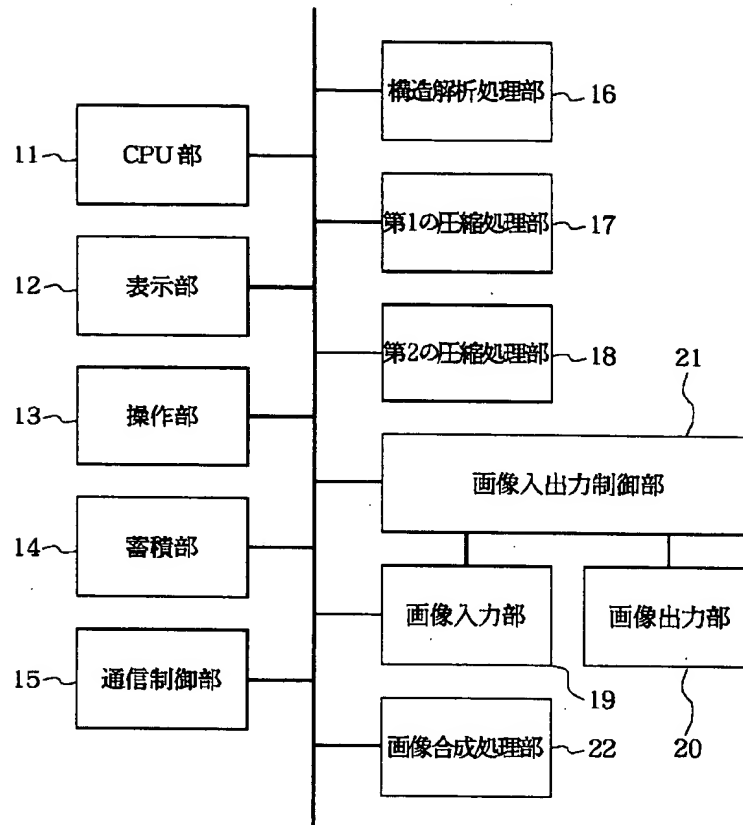 11
CPU部
12
表示部
13
操作部
14
蓄積部
15
通信制御部
構造解析処理部
16
第1の圧縮処理部
17
第2の圧縮処理部
18
21
画像入出力制御部
画像入力部
19
画像出力部
20
画像合成処理部
22